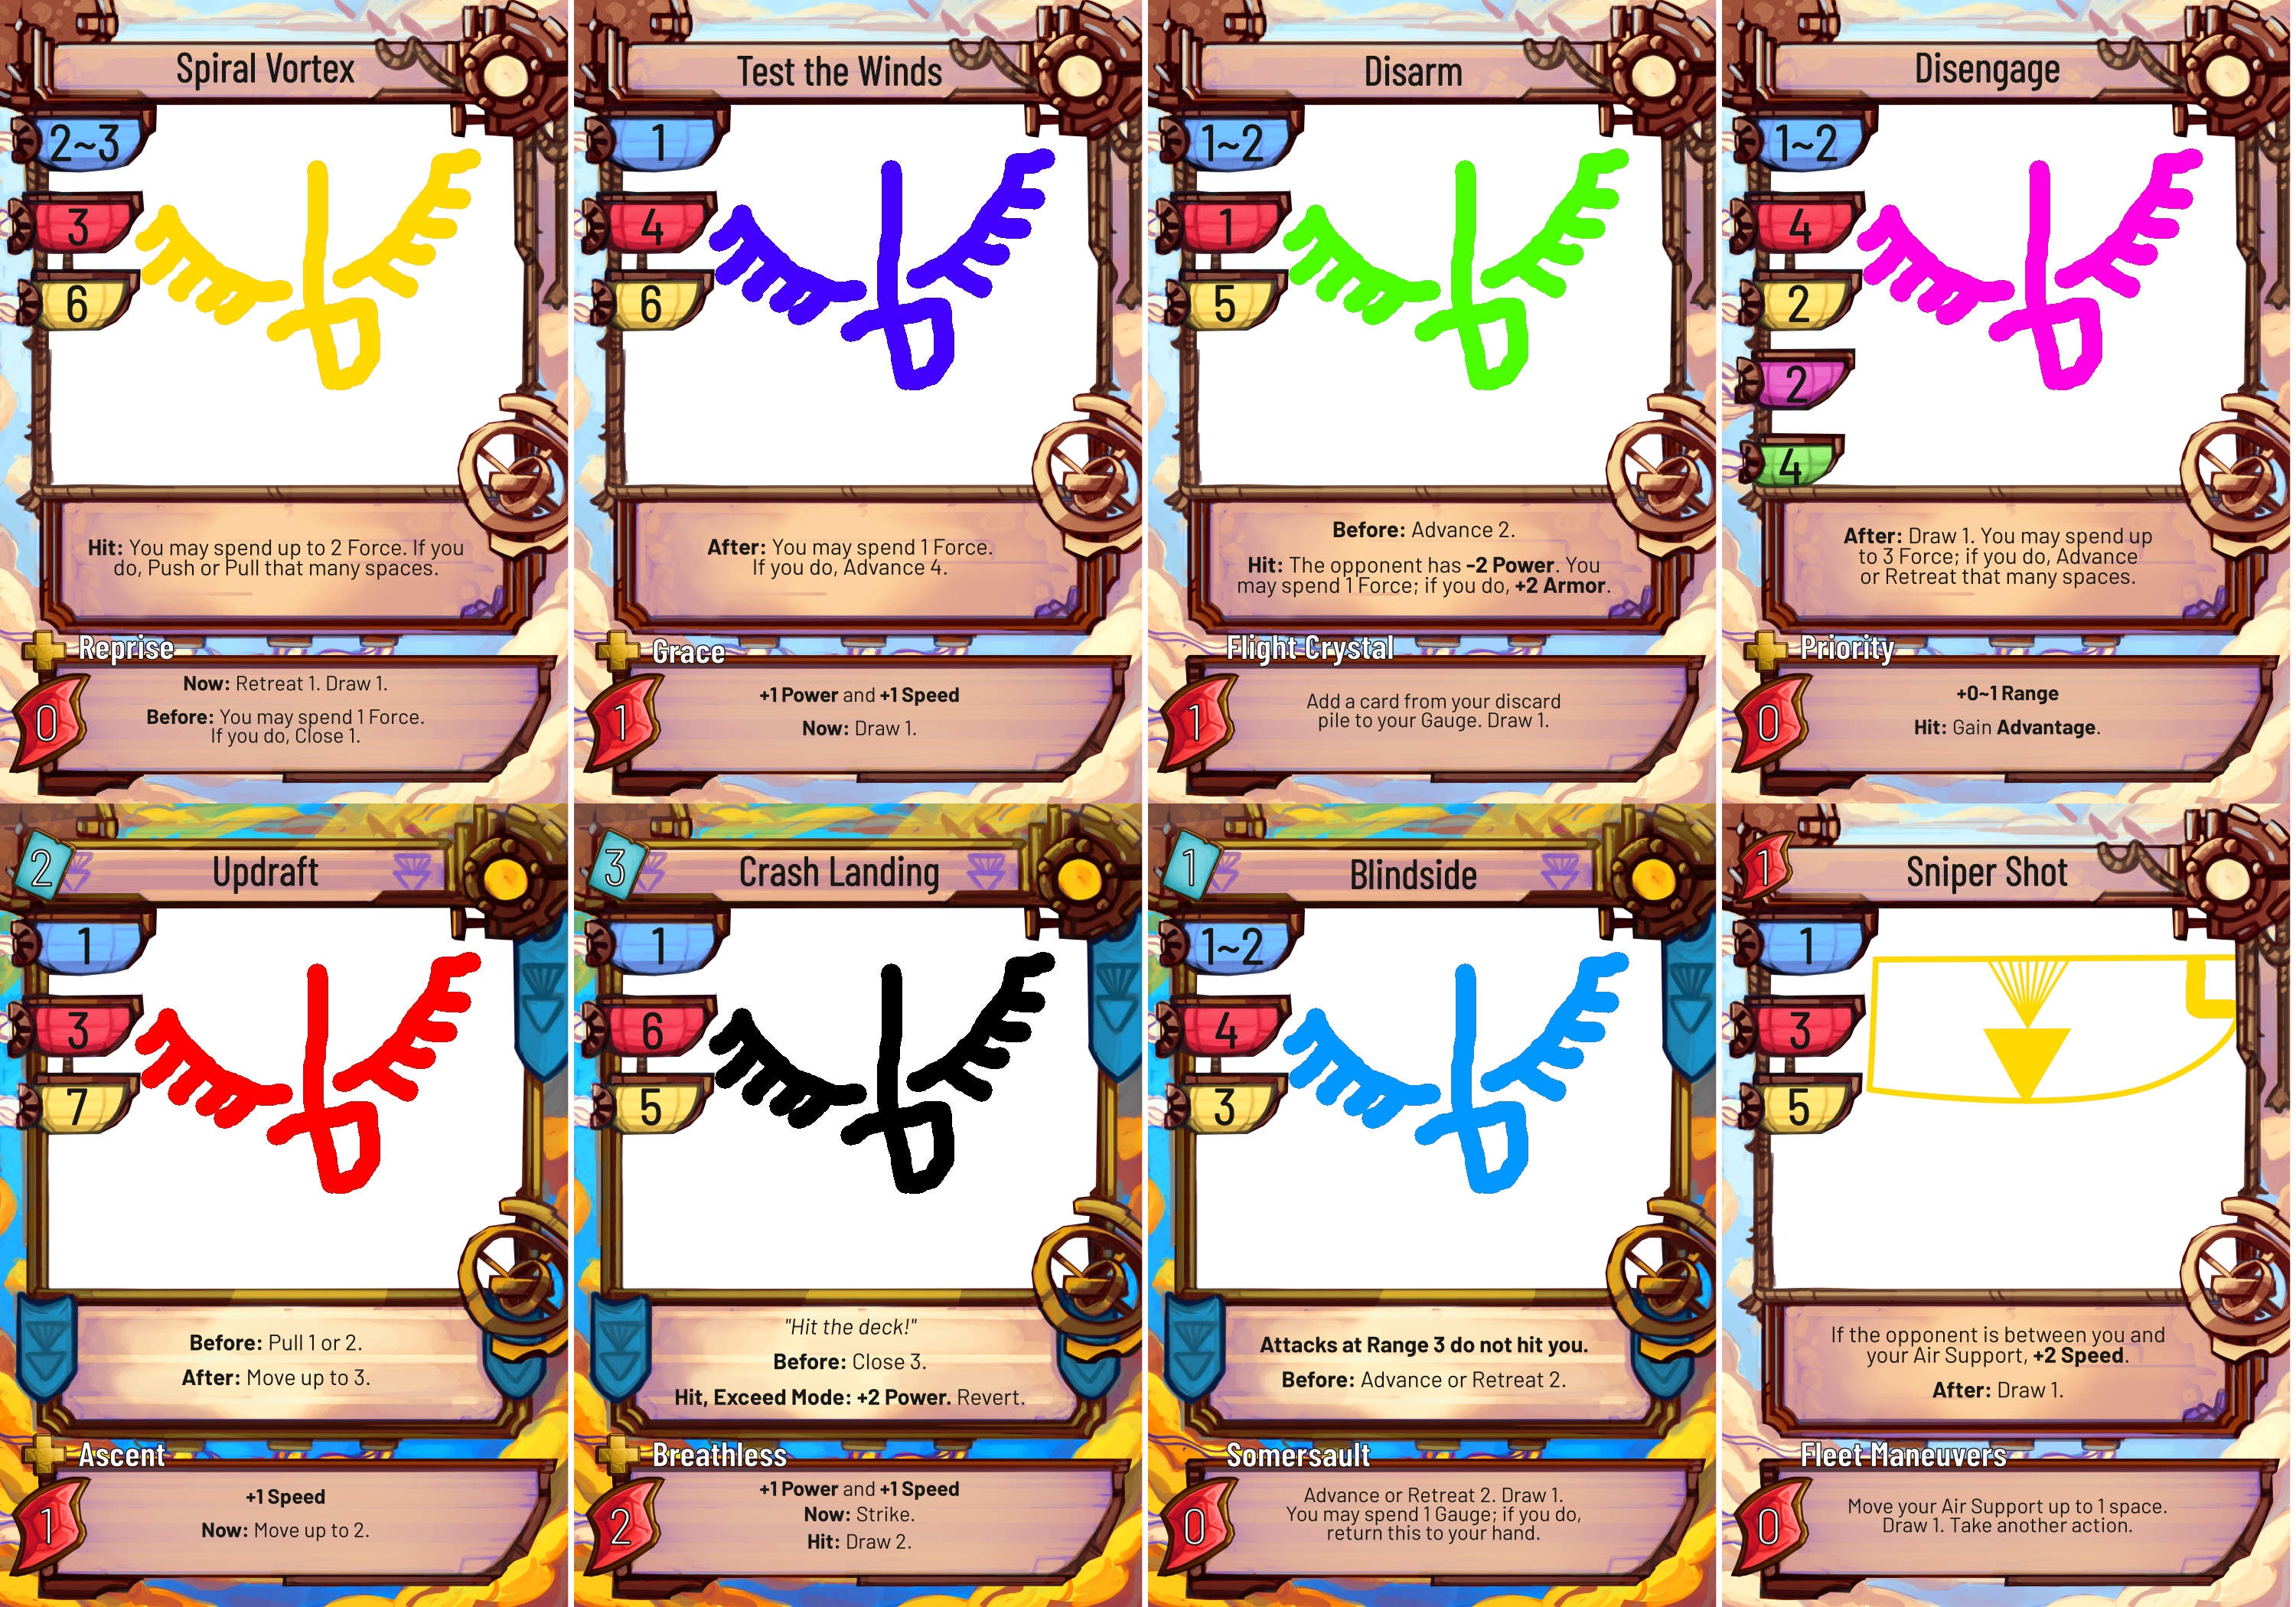 Spiral Vortex
2~3
3
6
Hit: You may spend up to 2 Force. If you
do, Push or Pull that many spaces.
Reprise
0
Now: Retreat 1. Draw 1.
Before: You may spend 1 Force.
If you do, Close 1.
Test the Winds
1
4
6
After: You may spend 1 Force.
If you do, Advance 4.
Grace
1
+1 Power and +1 Speed
Now: Draw 1.
Disarm
1~2
1
5
Before: Advance 2.
Hit: The opponent has -2 Power. You
may spend 1 Force; if you do, +2 Armor.
Flight Crystal
1
Add a card from your discard
pile to your Gauge. Draw 1.
Disengage
1~2
4
2
2
4
After: Draw 1. You may spend up
to 3 Force; if you do, Advance
or Retreat that many spaces.
Priority
0
+0~1 Range
Hit: Gain Advantage.
2
Updraft
1
3
7
Before: Pull 1 or 2.
After: Move up to 3.
Ascent
1
+1 Speed
Now: Move up to 2.
3
Crash Landing
1
6
5
"Hit the deck!"
Before: Close 3.
Hit, Exceed Mode: +2 Power. Revert.
Breathless
2
+1 Power and +1 Speed
Now: Strike.
Hit: Draw 2.
1
Blindside
1~2
4
3
Attacks at Range 3 do not hit you.
Before: Advance or Retreat 2.
Somersault
0
Advance or Retreat 2. Draw 1.
You may spend 1 Gauge; if you do,
return this to your hand.
1
Sniper Shot
1
3
5
If the opponent is between you and
your Air Support, +2 Speed.
After: Draw 1.
Fleet Maneuvers
0
Move your Air Support up to 1 space.
Draw 1. Take another action.